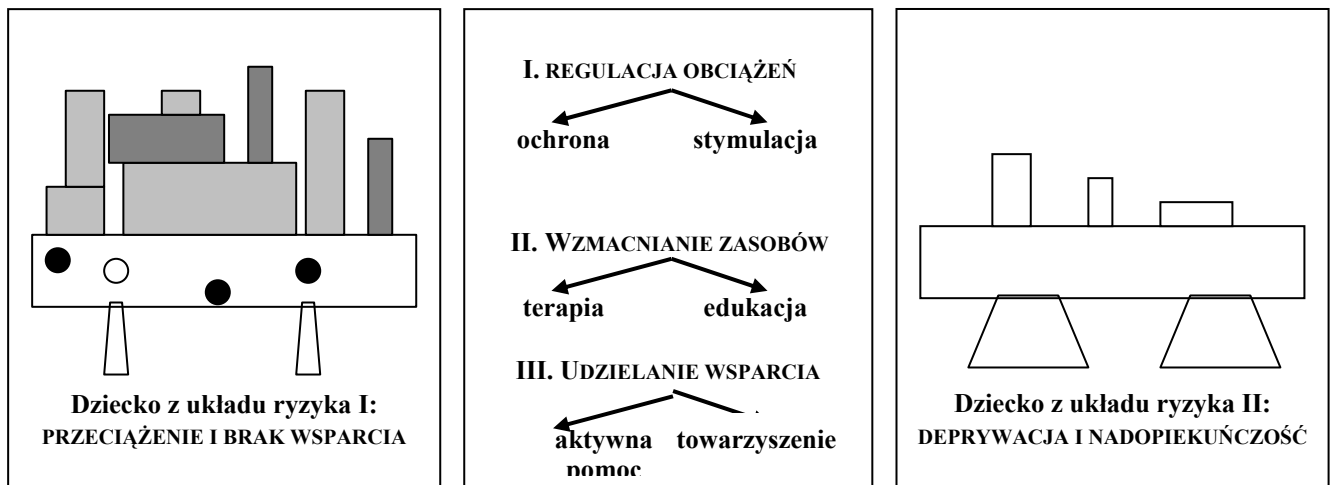 I. REGULACJA OBCIĄŻEŃ
ochrona stymulacja
II. WZMACNIANIE ZASOBÓW
terapia edukacja
III. UDZIELANIE WSPARCIA
aktywna towarzyszenie
pomoc
Dziecko z układu ryzyka I:
PRZECIĄŻENIE I BRAK WSPARCIA
Dziecko z układu ryzyka II:
DEPRYWACJA I NADOPIEKUŃCZOŚĆ